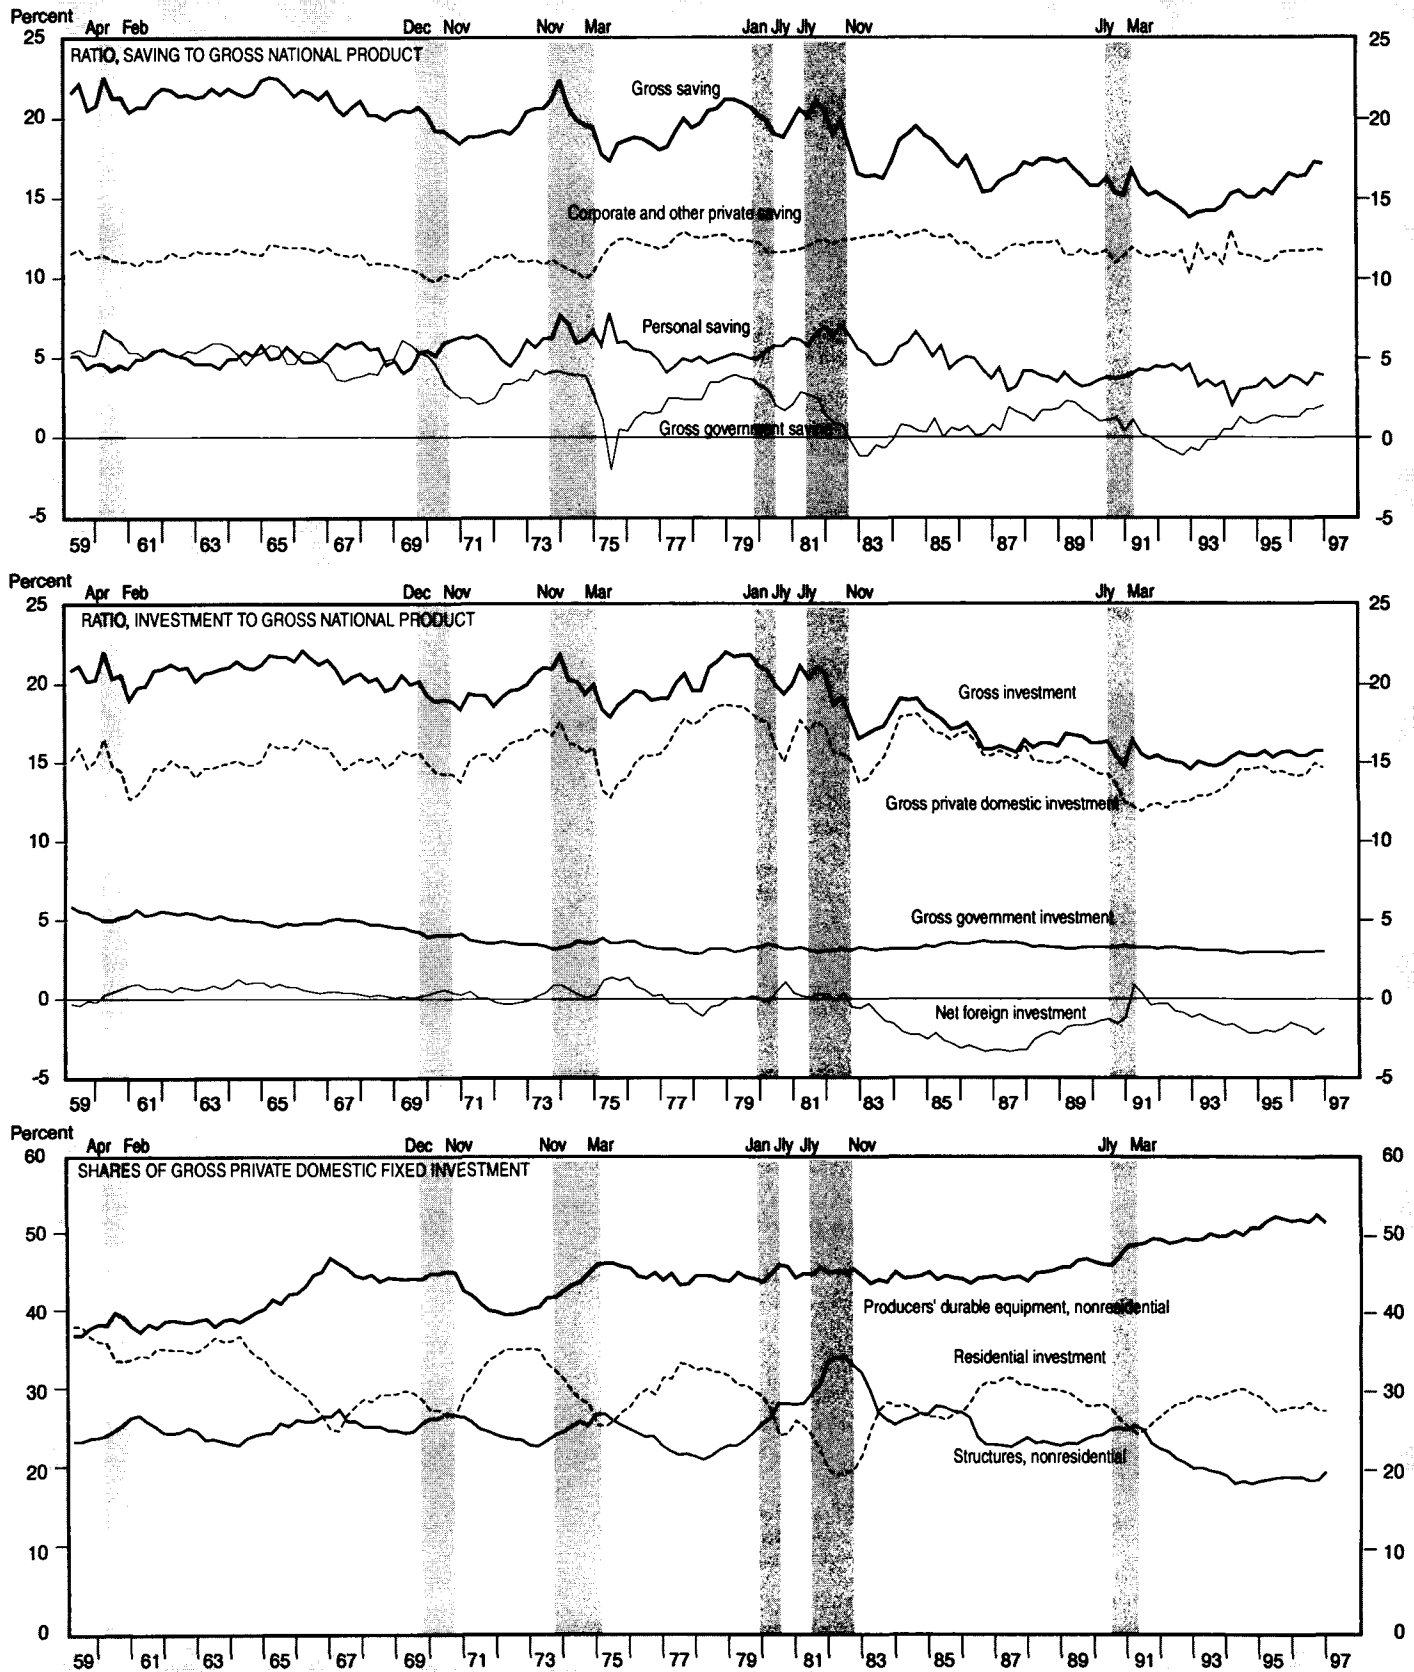 Percent
Apr Feb Dec Nov Nov Mar Jan Jly Jly Nov Jly Mar
25 25
RATIO, SAVING TO GROSS NATIONAL PRODUCT
Gross saving
20 20
15 15
Corporate and other private saving
10 10
Personal saving
5 5
Gross government saving
0 0
-5 -5
59 61 63 65 67 69 71 73 75 77 79 81 83 85 87 89 91 93 95 97
Percent
Apr Feb Dec Nov Nov Mar Jan Jly Jly Nov Jly Mar
25 25
RATIO, INVESTMENT TO GROSS NATIONAL PRODUCT
20 20
Gross investment
15 15
Gross private domestic investment
10 10
5 5
Gross government investment
0 0
Net foreign investment
-5 -5
59 61 63 65 67 69 71 73 75 77 79 81 83 85 87 89 91 93 95 97
Percent
Apr Feb Dec Nov Nov Mar Jan Jly Jly Nov Jly Mar
60 60
SHARES OF GROSS PRIVATE DOMESTIC FIXED INVESTMENT
50 50
40 40
Producers' durable equipment, nonresidential
Residential investment
30 30
Structures, nonresidential
20 20
10 10
0 0
59 61 63 65 67 69 71 73 75 77 79 81 83 85 87 89 91 93 95 97